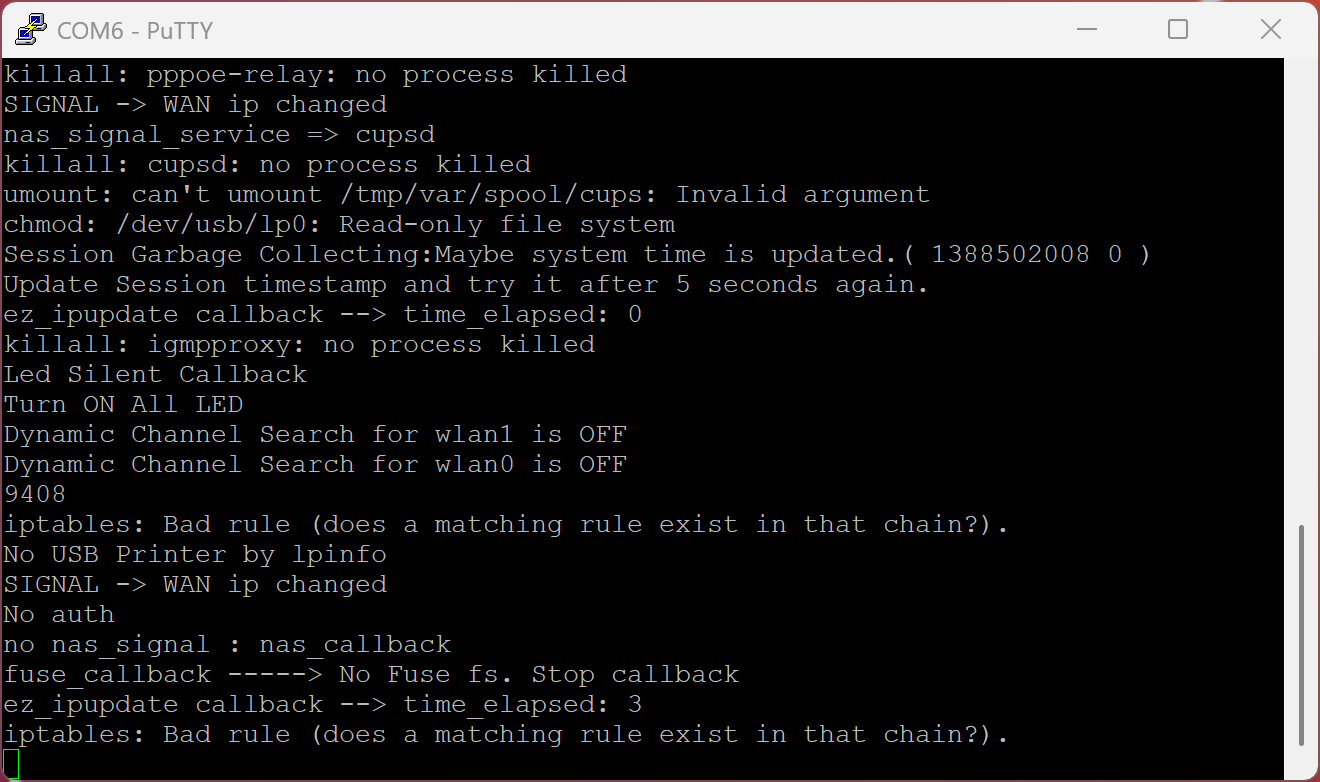 COM6 - PuTTY
killall: pppoe-relay: no process killed
SIGNAL -> WAN ip changed
nas_signal_service => cupsd
killall: cupsd: no process killed
umount: can't umount /tmp/var/spool/cups: Invalid argument
chmod: /dev/usb/lp0: Read-only file system
Session Garbage Collecting:Maybe system time is updated.( 1388502008 0 )
Update Session timestamp and try it after 5 seconds again.
ez_ipupdate callback --> time_elapsed: 0
killall: igmpproxy: no process killed
Led Silent Callback
Turn ON All LED
Dynamic Channel Search for wlan1 is OFF
Dynamic Channel Search for wlan0 is OFF
9408
iptables: Bad rule (does a matching rule exist in that chain?).
No USB Printer by lpinfo
SIGNAL -> WAN ip changed
No auth
no nas_signal : nas_callback
fuse_callback -----> No Fuse fs. Stop callback
ez_ipupdate callback --> time_elapsed: 3
iptables: Bad rule (does a matching rule exist in that chain?).